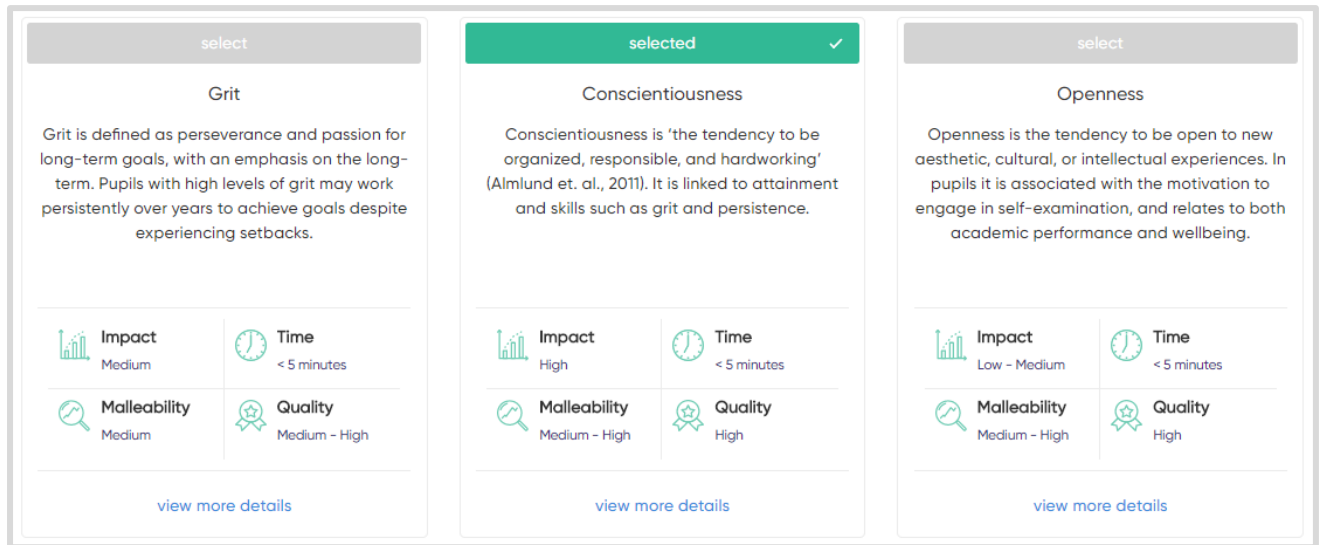 select
Grit
Grit is defined as perseverance and passion for
long-term goals, with an emphasis on the long-
term. Pupils with high levels of grit may work
persistently over years to achieve goals despite
experiencing setbacks.
Impact
Medium
Time
< 5 minutes
Malleability
Medium
Quality
Medium - High
view more details
selected
Conscientiousness
Conscientiousness is ‘the tendency to be
organized, responsible, and hardworking’
(Almlund et. al., 2011). It is linked to attainment
and skills such as grit and persistence.
Impact
High
Time
< 5 minutes
Malleability
Medium - High
Quality
High
view more details
select
Openness
Openness is the tendency to be open to new
aesthetic, cultural, or intellectual experiences. In
pupils it is associated with the motivation to
engage in self-examination, and relates to both
academic performance and wellbeing.
Impact
Low - Medium
Time
< 5 minutes
Malleability
Medium - High
Quality
High
view more details